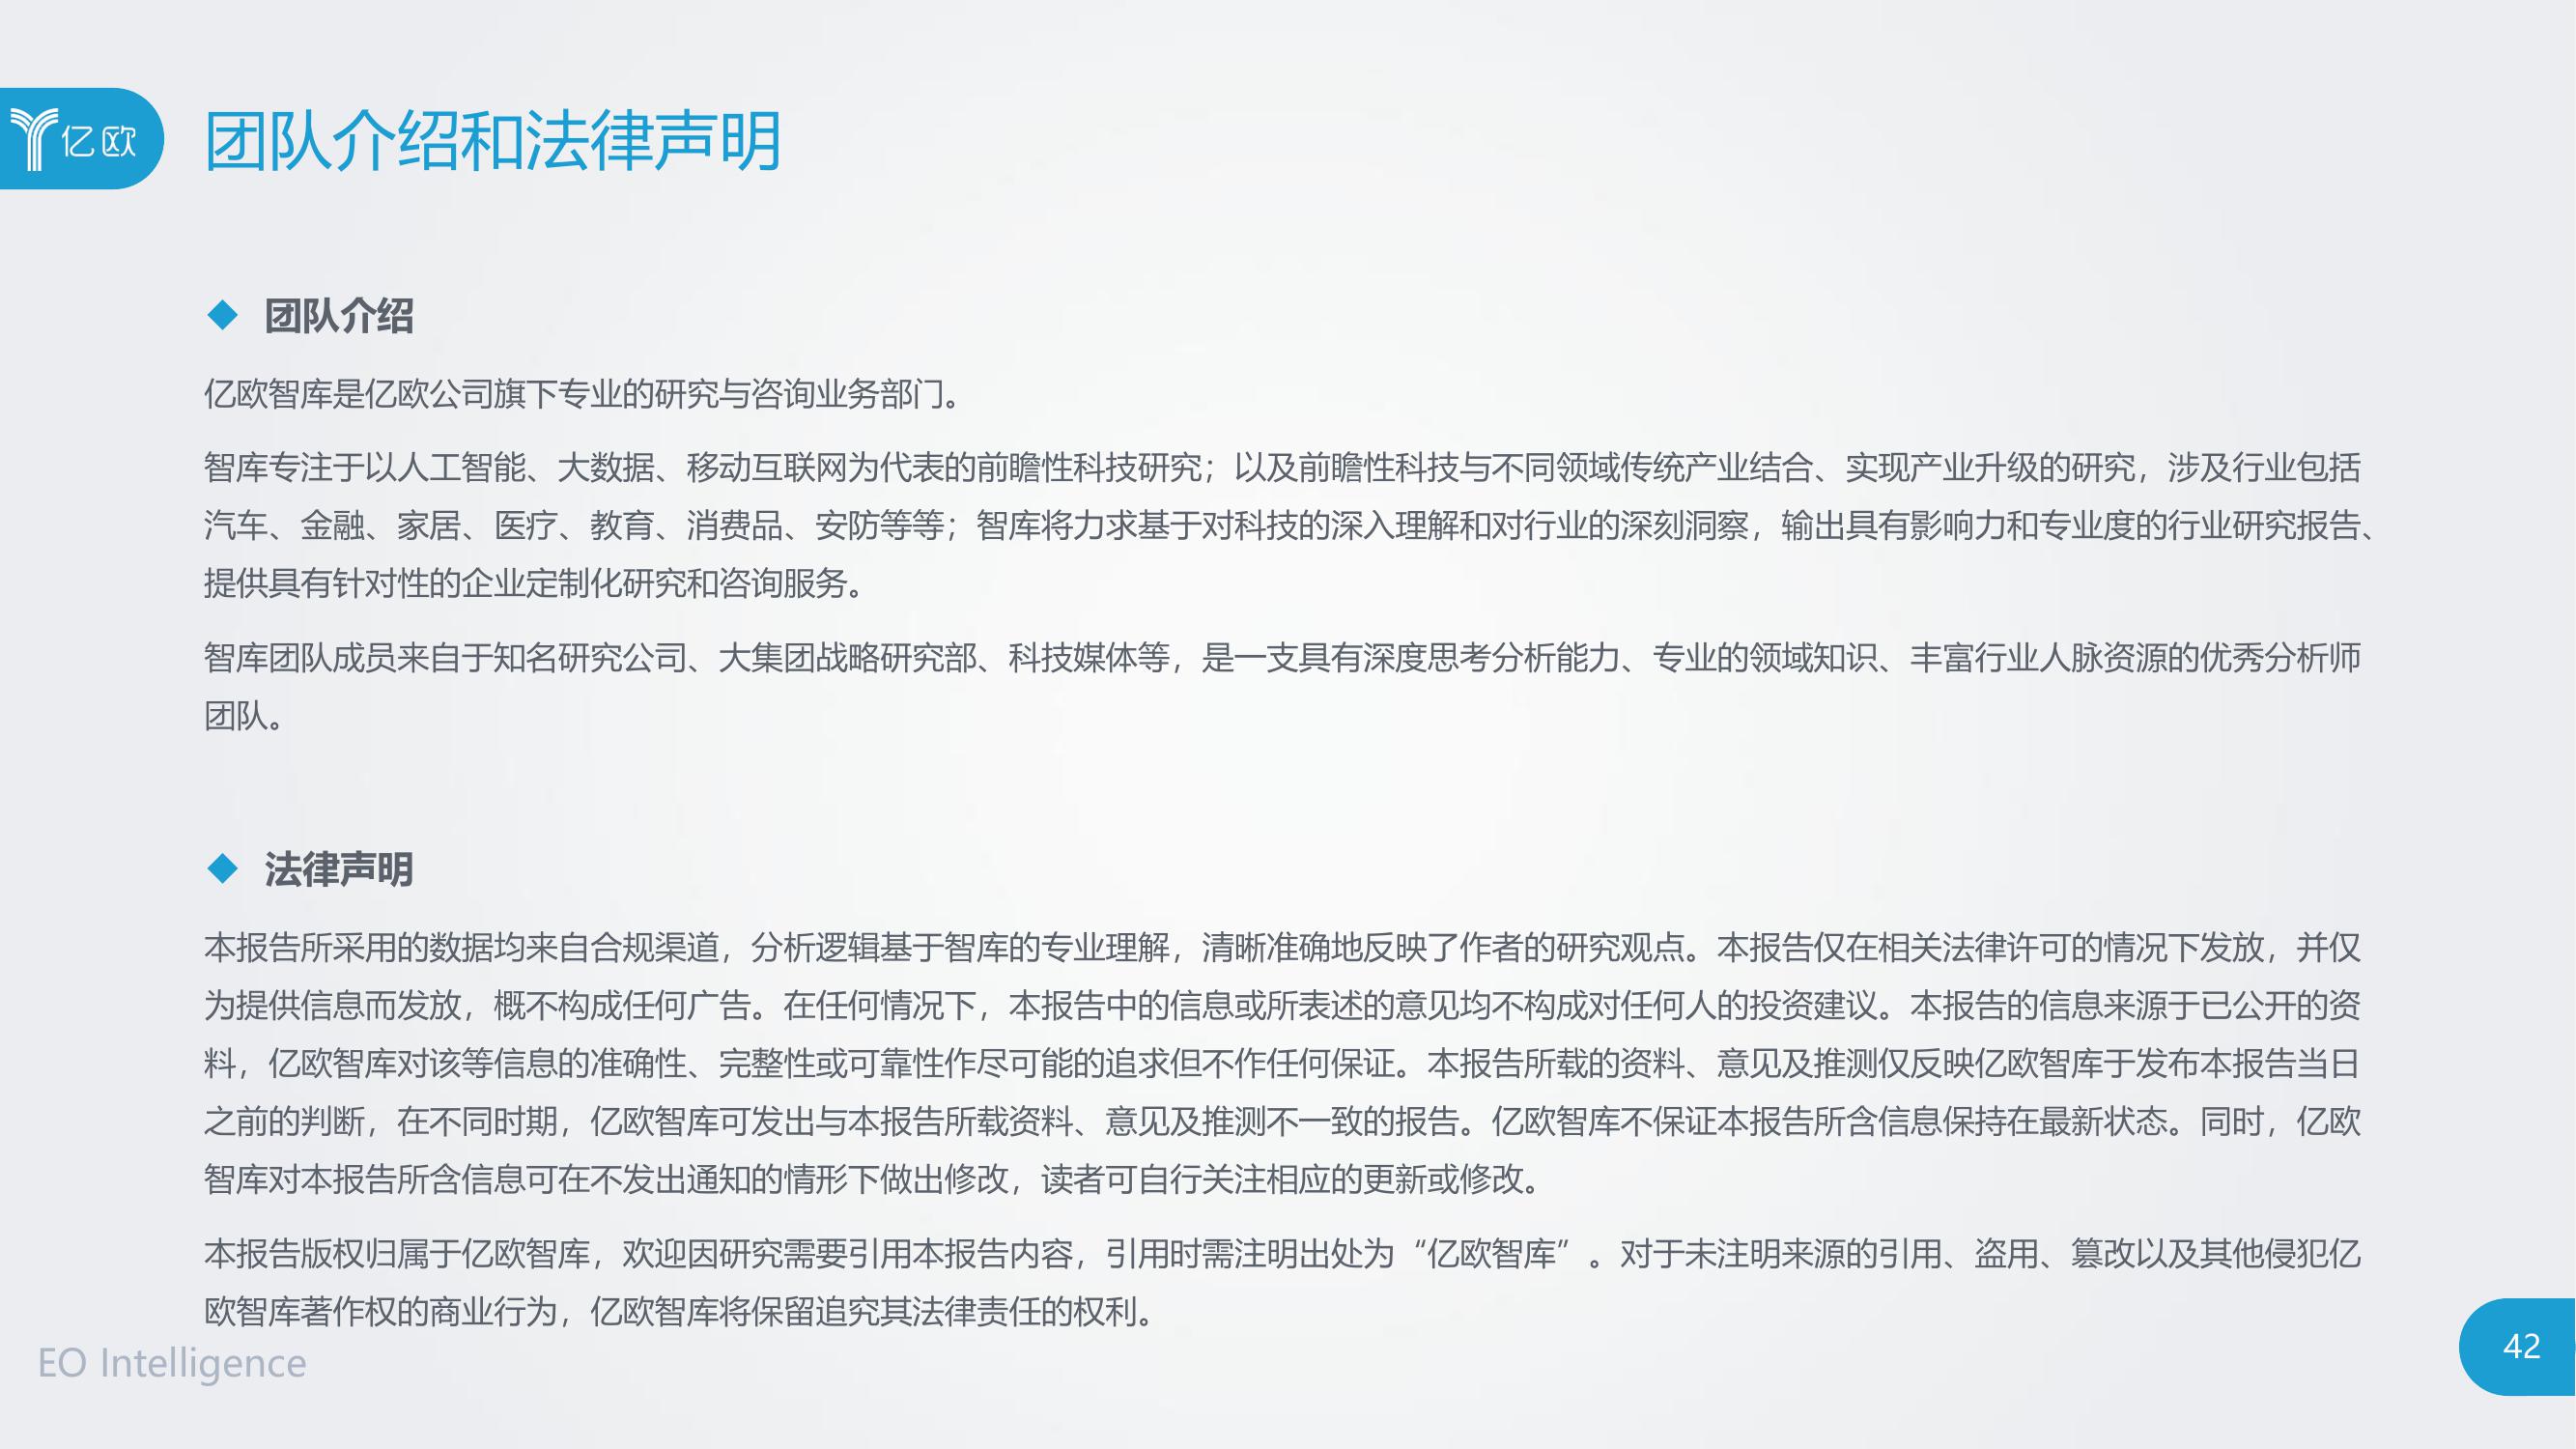 亿欧
团队介绍和法律声明
团队介绍
亿欧智库是亿欧公司旗下专业的研究与咨询业务部门。
智库专注于以人工智能、大数据、移动互联网为代表的前瞻性科技研究；以及前瞻性科技与不同领域传统产业结合、实现产业升级的研究，涉及行业包括
汽车、金融、家居、医疗、教育、消费品、安防等等；智库将力求基于对科技的深入理解和对行业的深刻洞察，输出具有影响力和专业度的行业研究报告、
提供具有针对性的企业定制化研究和咨询服务。
智库团队成员来自于知名研究公司、大集团战略研究部、科技媒体等，是一支具有深度思考分析能力、专业的领域知识、丰富行业人脉资源的优秀分析师
团队。
法律声明
本报告所采用的数据均来自合规渠道，分析逻辑基于智库的专业理解，清晰准确地反映了作者的研究观点。本报告仅在相关法律许可的情况下发放，并仅
为提供信息而发放，概不构成任何广告。在任何情况下，本报告中的信息或所表述的意见均不构成对任何人的投资建议。本报告的信息来源于已公开的资
料，亿欧智库对该等信息的准确性、完整性或可靠性作尽可能的追求但不作任何保证。本报告所载的资料、意见及推测仅反映亿欧智库于发布本报告当日
之前的判断，在不同时期，亿欧智库可发出与本报告所载资料、意见及推测不一致的报告。亿欧智库不保证本报告所含信息保持在最新状态。同时，亿欧
智库对本报告所含信息可在不发出通知的情形下做出修改，读者可自行关注相应的更新或修改。
本报告版权归属于亿欧智库，欢迎因研究需要引用本报告内容，引用时需注明出处为“亿欧智库”。对于未注明来源的引用、盗用、篡改以及其他侵犯亿
欧智库著作权的商业行为，亿欧智库将保留追究其法律责任的权利。
EO Intelligence
42